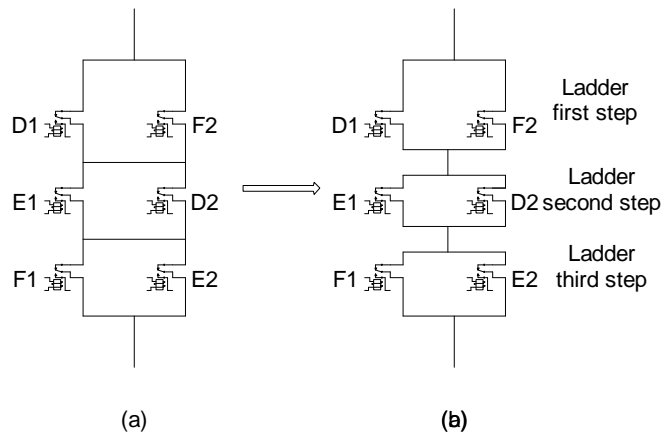 D1 F2 D1 F2 Ladder
first step
E1 D2 E1 D2 Ladder
second step
F1 E2 F1 E2 Ladder
third step
(a) (b)